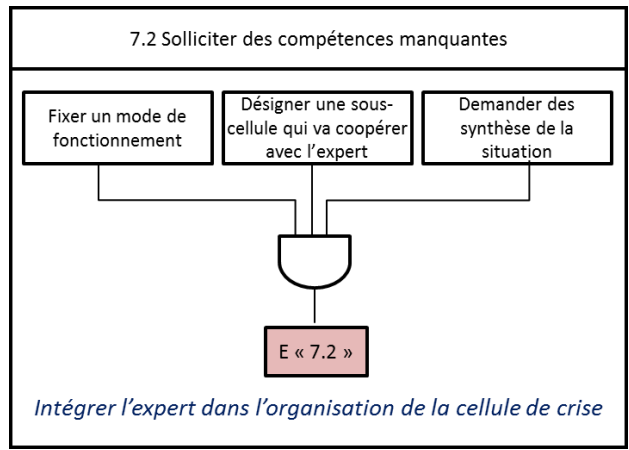 7.2 Solliciter des compétences manquantes
Fixer un mode de
fonctionnement
Désigner une sous-
cellule qui va coopérer
avec l’expert
Demander des
synthèse de la
situation
E « 7.2 »
Intégrer l’expert dans l’organisation de la cellule de crise